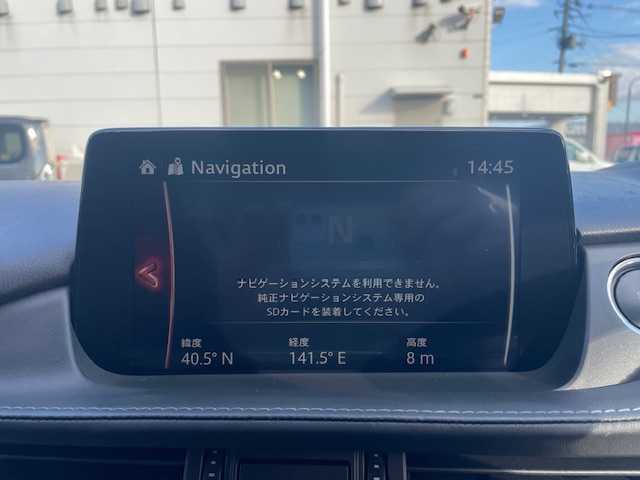 Navigation 14:45
N
ナビゲーションシステムを利用できません。
純正ナビゲーションシステム専用の
SDカードを装着してください。
緯度 経度 高度
40.5° N 141.5° E 8 m